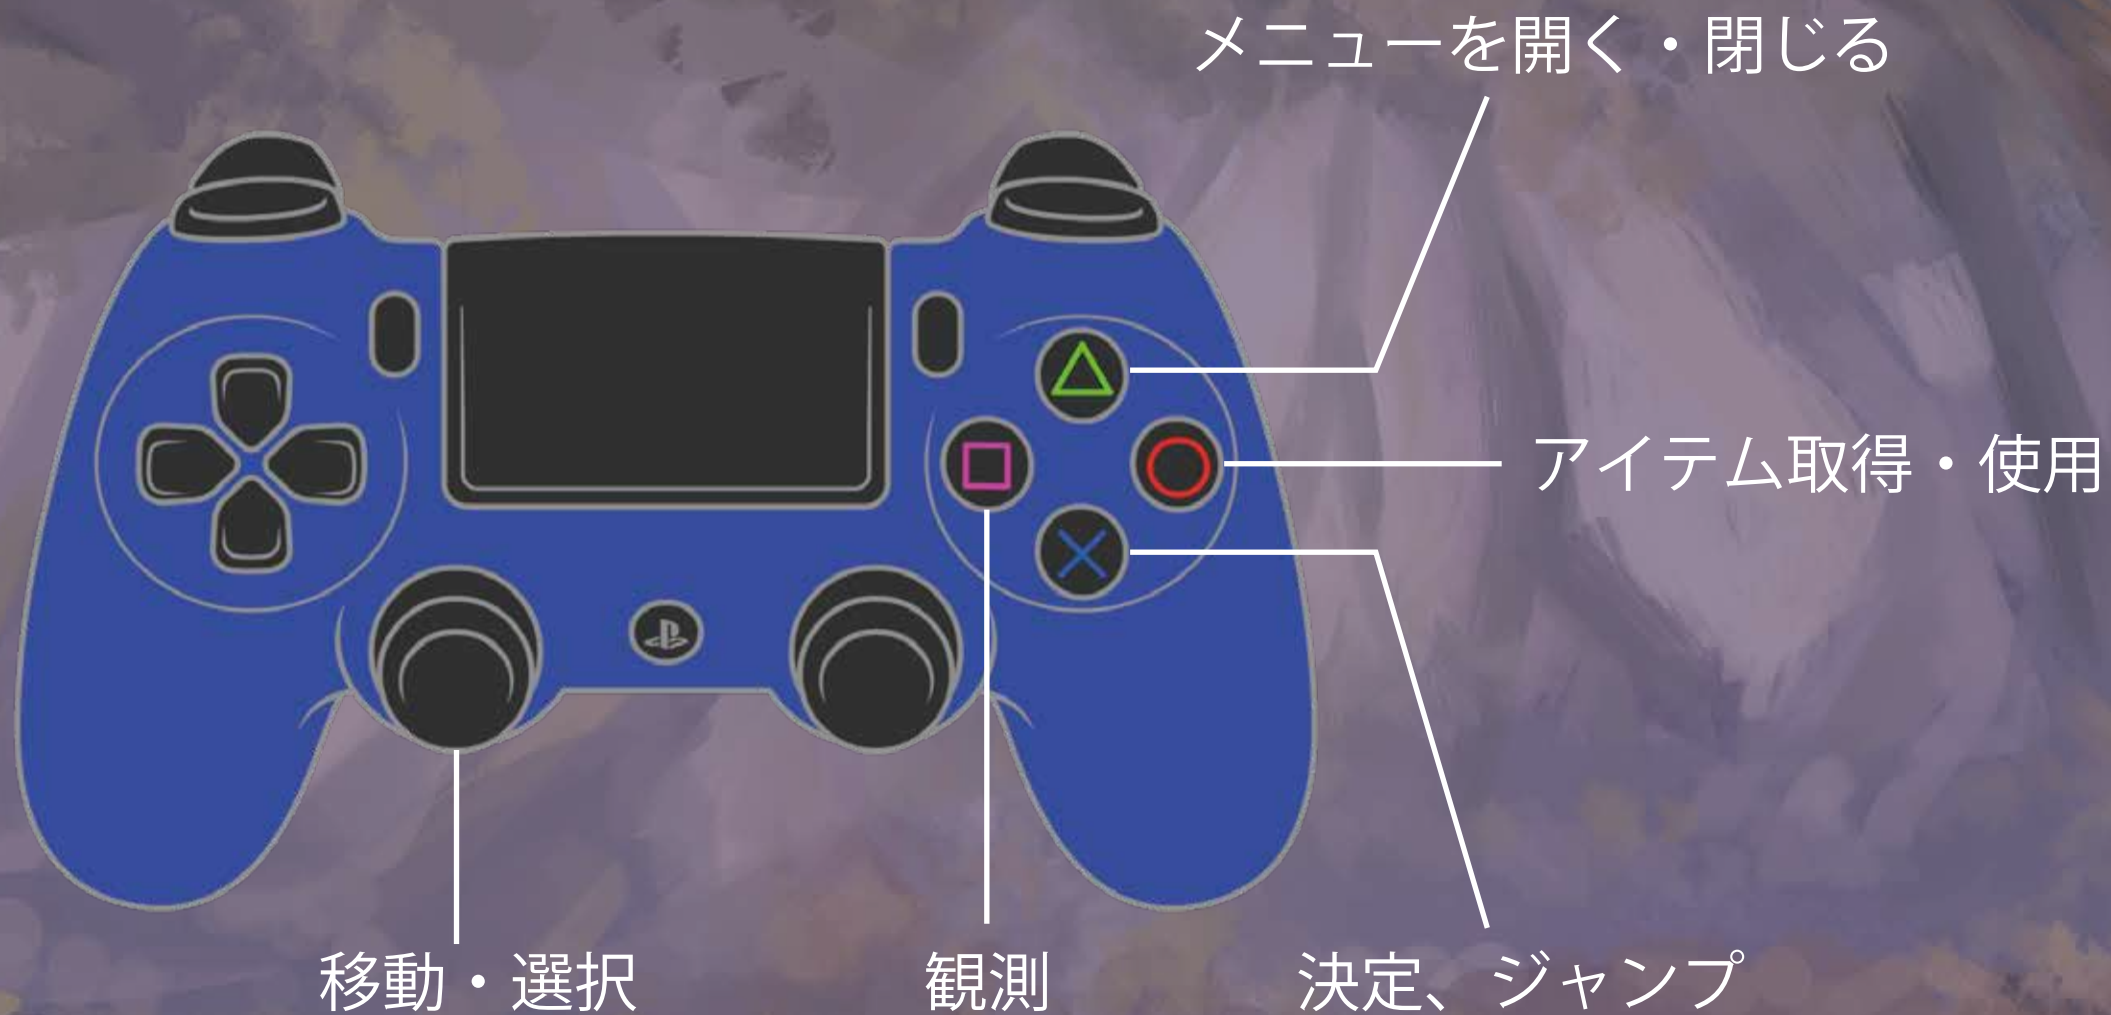 メニューを開く・閉じる
アイテム取得・使用
移動・選択
観測
決定、ジャンプ